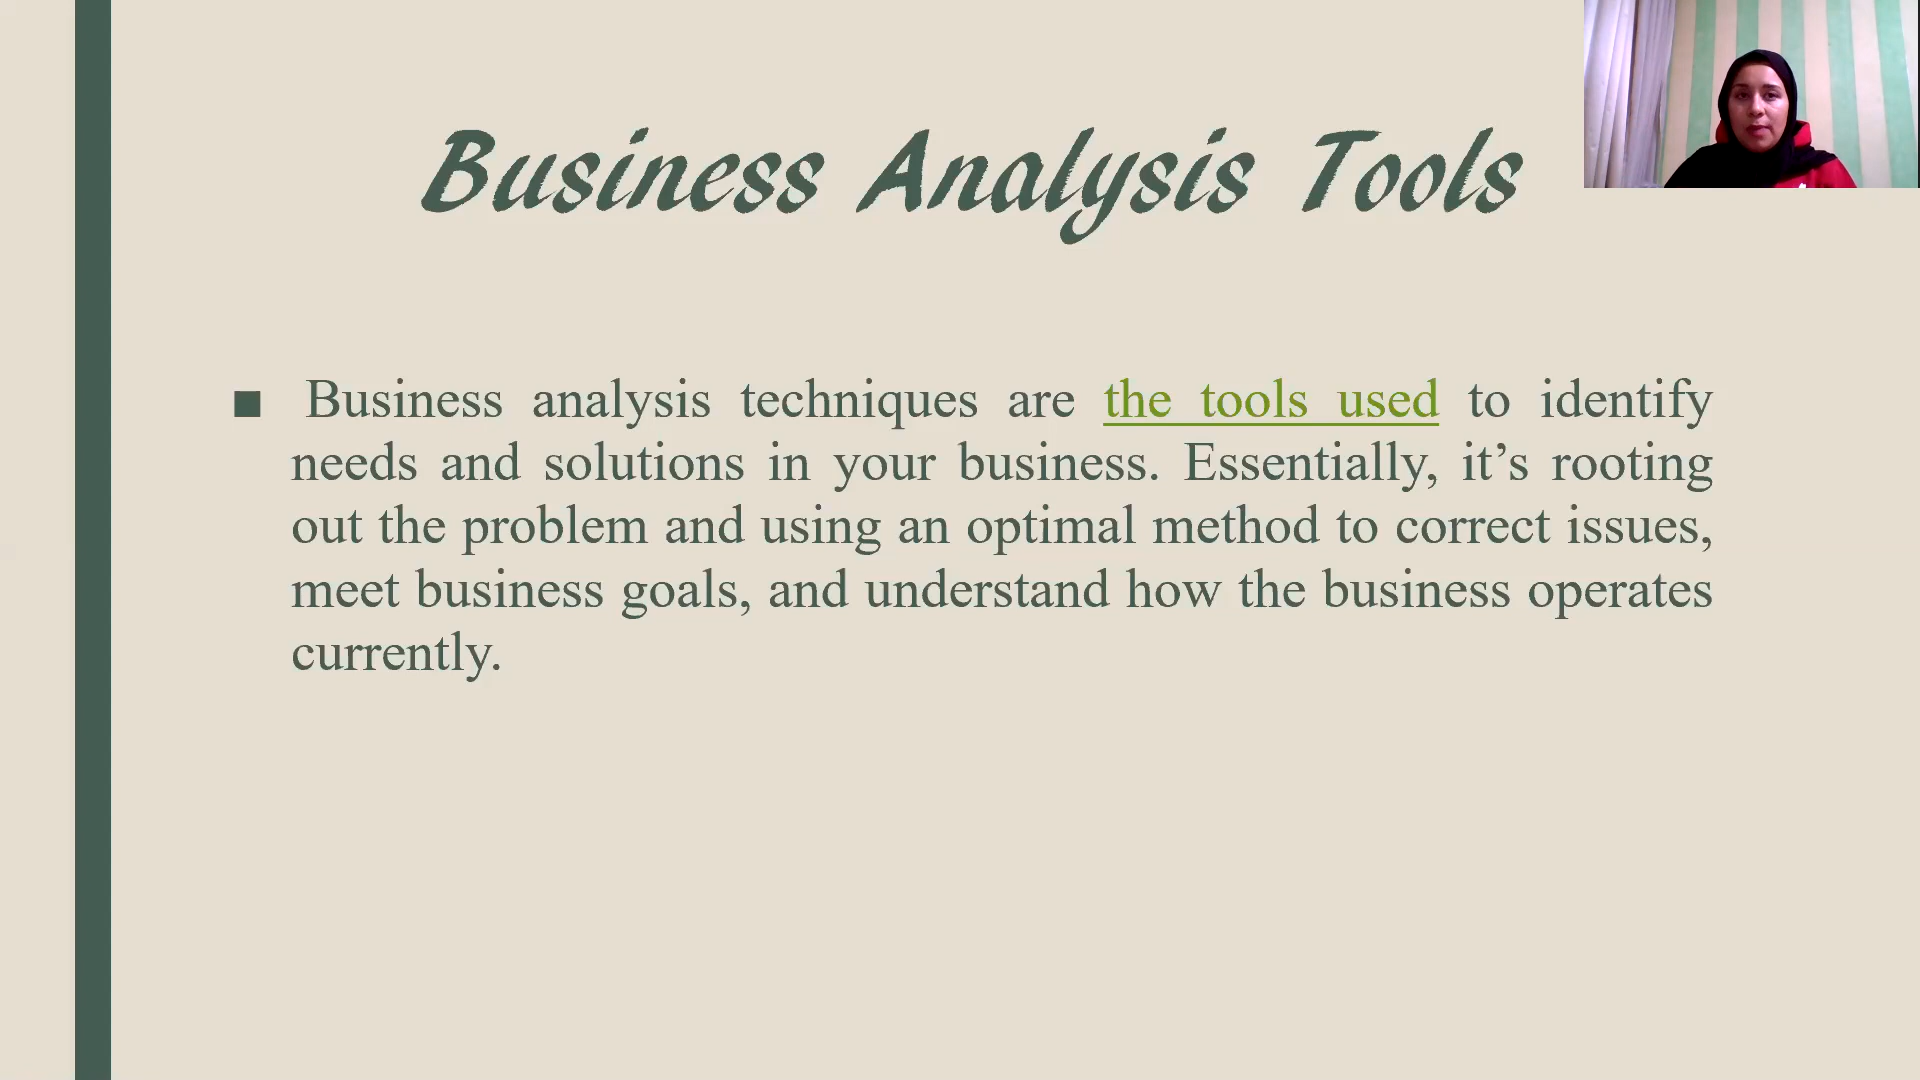 Business Analysis Tools
■ Business analysis techniques are the tools used to identify
needs and solutions in your business. Essentially, it’s rooting
out the problem and using an optimal method to correct issues,
meet business goals, and understand how the business operates
currently.